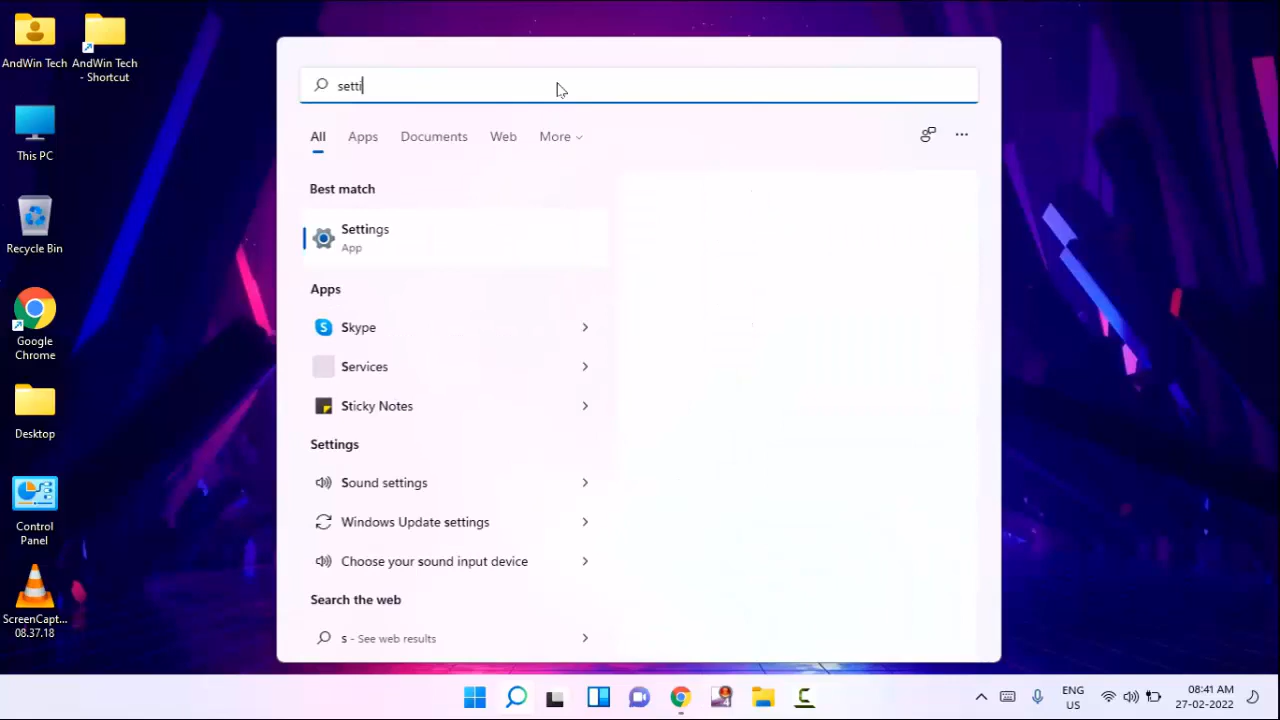 AndWin Tech
AndWin Tech
- Shortcut
This PC
Recycle Bin
Google
Chrome
Desktop
Control
Panel
ScreenCapt...
08.37.18
setti
All Apps Documents Web More
Best match
Settings
App
Apps
Skype
Services
Sticky Notes
Settings
Sound settings
Windows Update settings
Choose your sound input device
Search the web
s - See web results
ENG
US
08:41 AM
27-02-2022